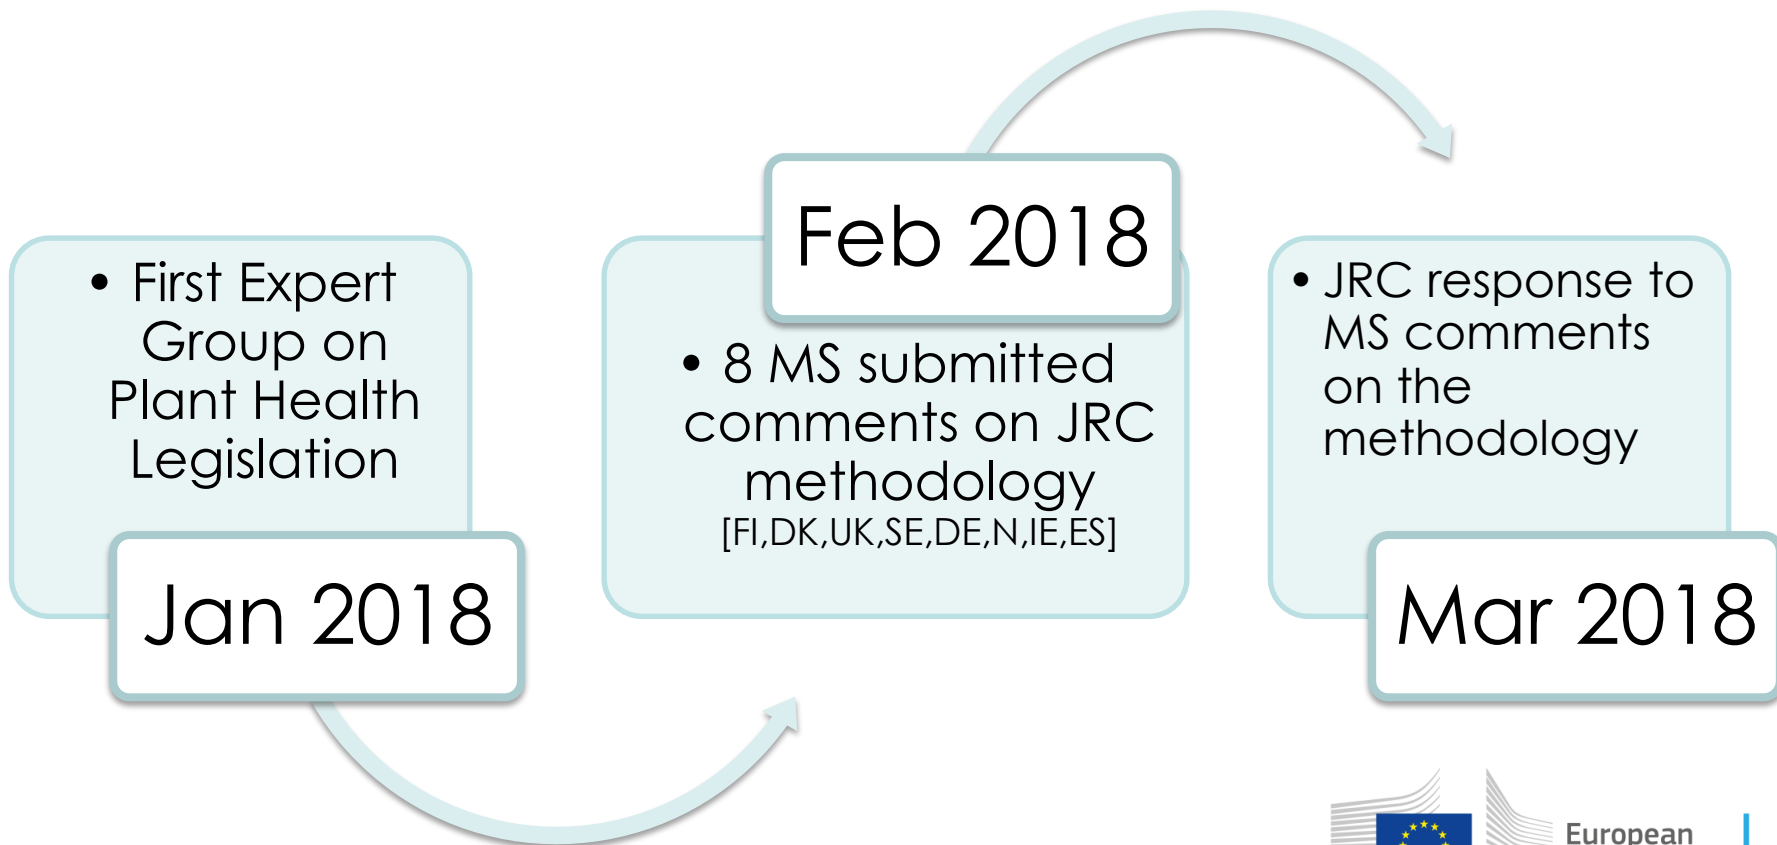 • First Expert
Group on
Plant Health
Legislation
Jan 2018
Feb 2018
• 8 MS submitted
comments on JRC
methodology
[FI,DK,UK,SE,DE,N,IE,ES]
• JRC response to
MS comments
on the
methodology
Mar 2018
European